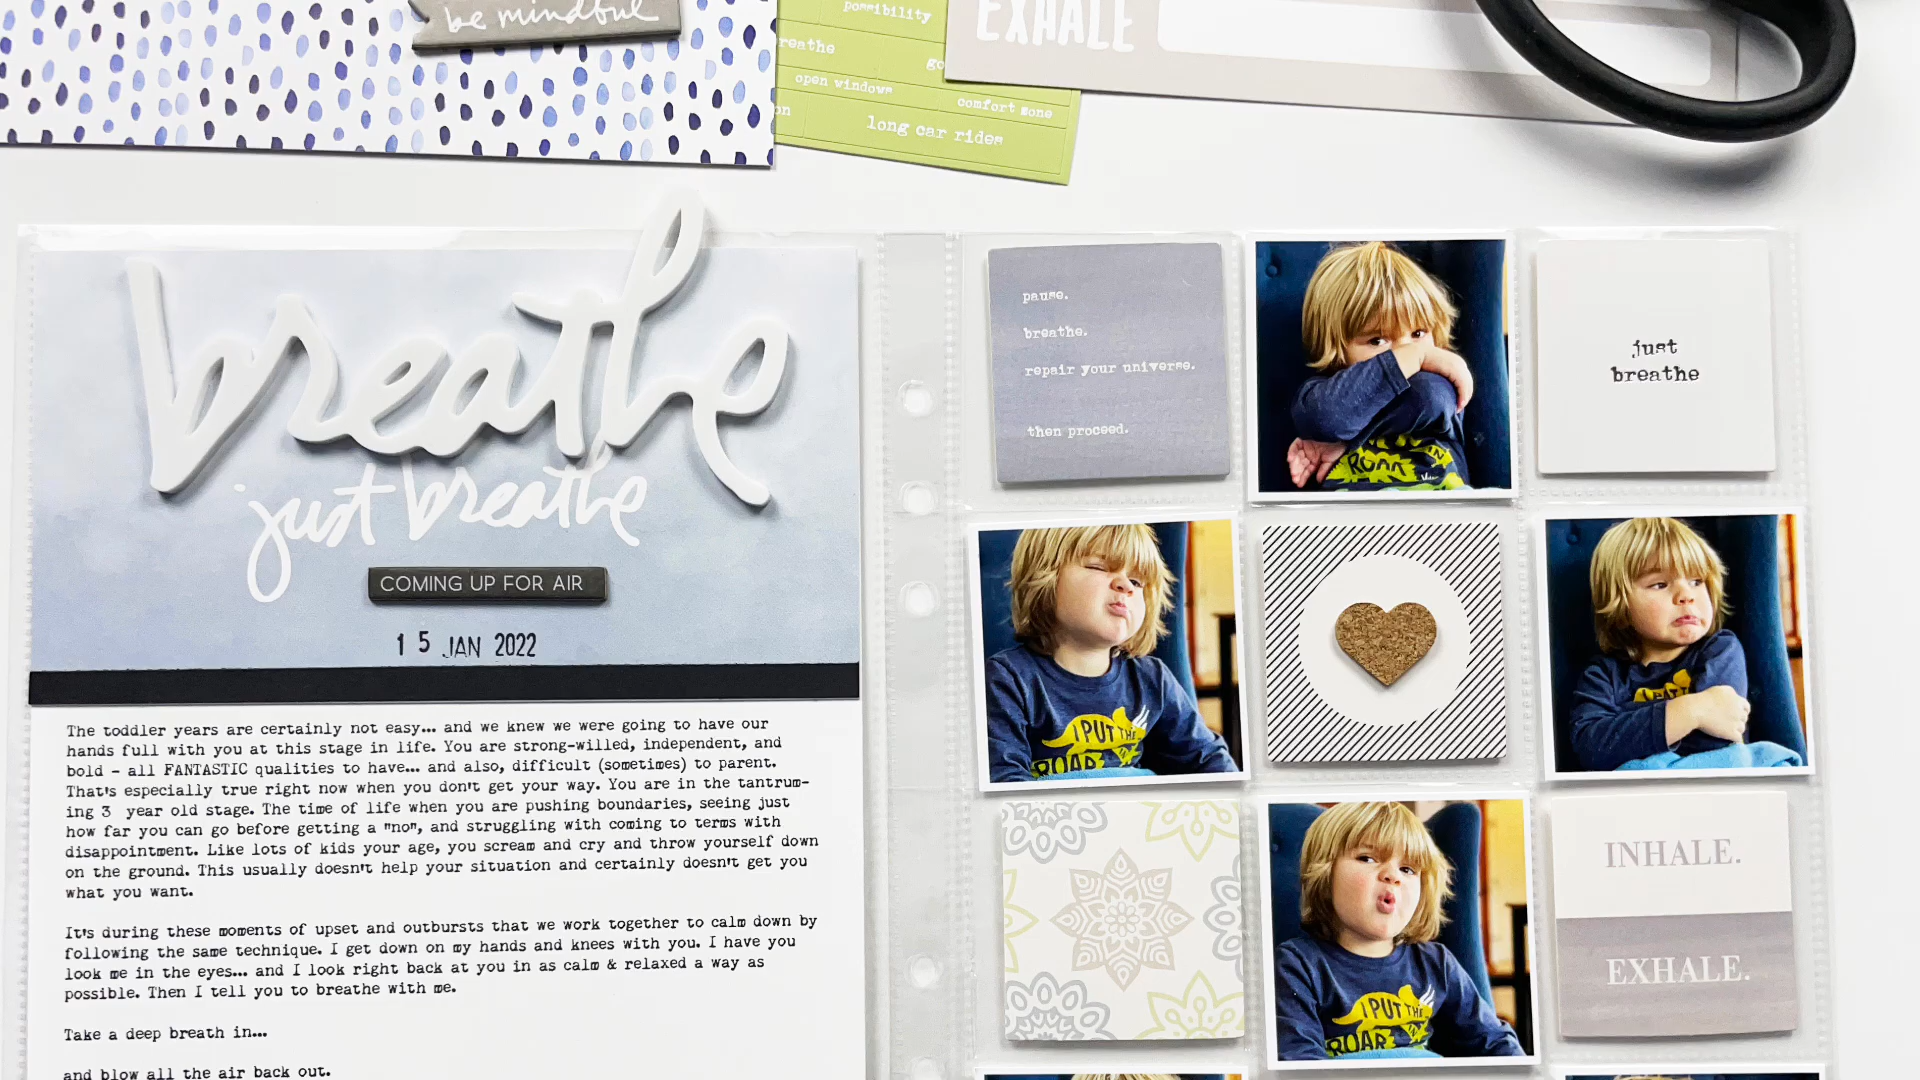 be mindful
possibility
breathe
go
open windows
comfort zone
on
long car rides
EXHALE
breathe
just breathe
COMING UP FOR AIR
1 5 JAN 2022
The toddler years are certainly not easy... and we knew we were going to have our
hands full with you at this stage in life. You are strong-willed, independent, and
bold - all FANTASTIC qualities to have... and also, difficult (sometimes) to parent.
That's especially true right now when you don't get your way. You are in the tantrum-
ing 3 year old stage. The time of life when you are pushing boundaries, seeing just
how far you can go before getting a "no", and struggling with coming to terms with
disappointment. Like lots of kids your age, you scream and cry and throw yourself down
on the ground. This usually doesn't help your situation and certainly doesn't get you
what you want.
It's during these moments of upset and outbursts that we work together to calm down by
following the same technique. I get down on my hands and knees with you. I have you
look me in the eyes... and I look right back at you in as calm & relaxed a way as
possible. Then I tell you to breathe with me.
Take a deep breath in...
and blow all the air back out.
pause.
breathe.
repair your universe.
then proceed.
ROAR
just
breathe
I PUT THE
ROAR
I PUT THE
IN
ROAR
INHALE.
EXHALE.